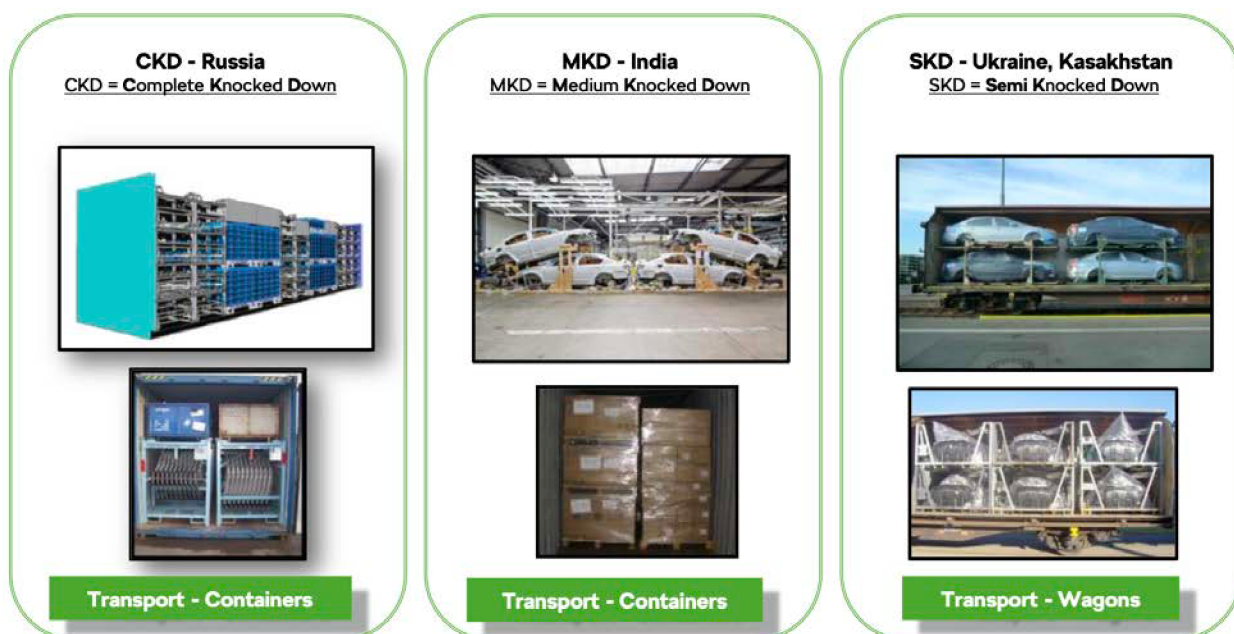 CKD - Russia
CKD = Complete Knocked Down
Transport - Containers
MKD - India
MKD = Medium Knocked Down
Transport - Containers
SKD - Ukraine, Kasakhstan
SKD = Semi Knocked Down
Transport - Wagons